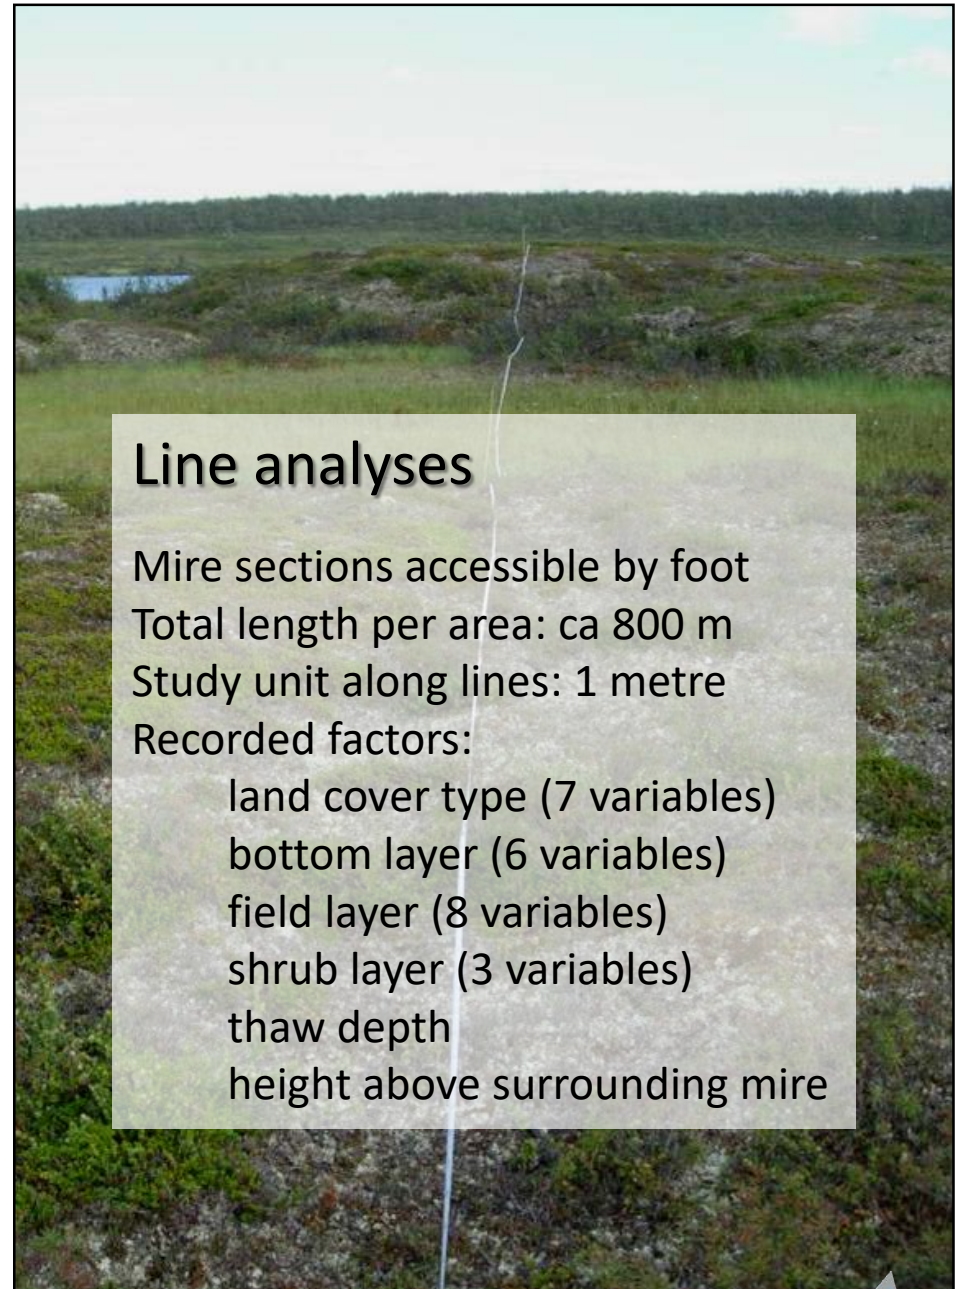 Line analyses
Mire sections accessible by foot
Total length per area: ca 800 m
Study unit along lines: 1 metre
Recorded factors:
land cover type (7 variables)
bottom layer (6 variables)
field layer (8 variables)
shrub layer (3 variables)
thaw depth
height above surrounding mire